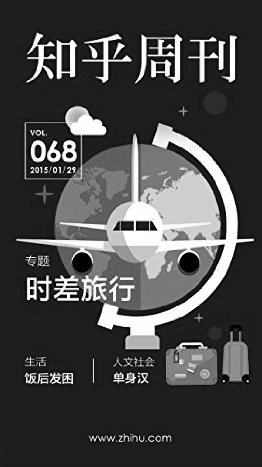 知乎周刊
VOL.
068
2015/01/29
专题
时差旅行
生活
饭后发困
人文社会
单身汉
www.zhihu.com